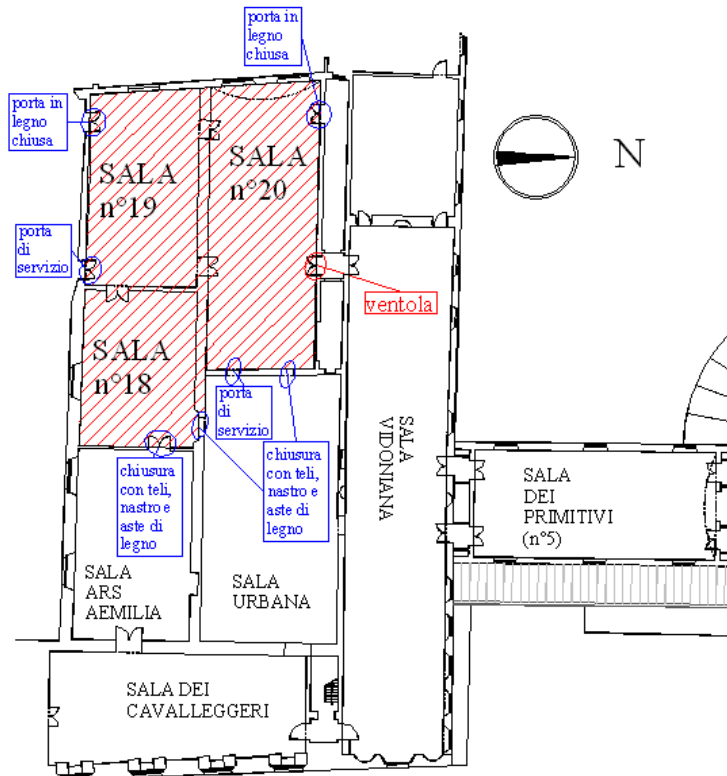 porta in
legno
chiusa
porta in
legno
chiusa
N
SALA
n°19
SALA
n°20
porta
di
servizio
ventola
SALA
n°18
porta
di
servizio
SALA
VIDONIANA
chiusura
con teli,
nastro e
aste di
legno
chiusura
con teli,
nastro e
aste di
legno
SALA
DEI
PRIMITIVI
(n°5)
SALA
ARS
AEMILIA
SALA
URBANA
SALA DEI
CAVALLEGGERI